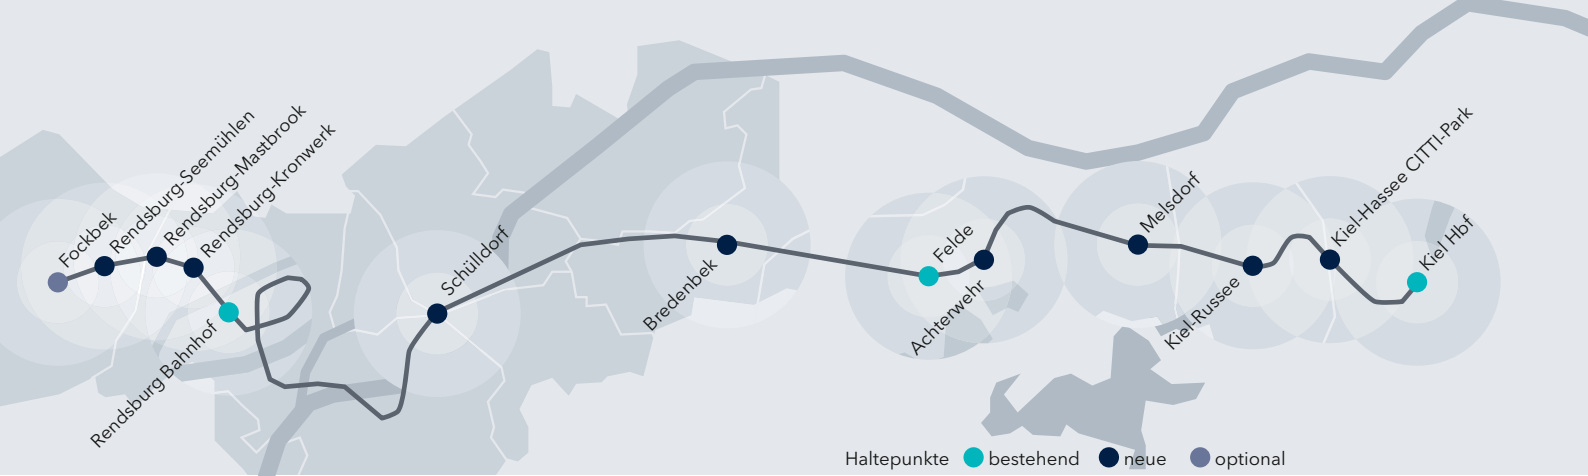 Fockbek
Rendsburg-Seemühlen
Rendsburg-Mastbrook
Rendsburg-Kronwerk
Rendsburg Bahnhof
Schülldorf
Bredenbek
Felde
Achterwehr
Melsdorf
Kiel-Russee
Kiel-Hassee CITTI-Park
Kiel Hbf
Haltepunkte bestehend neue optional